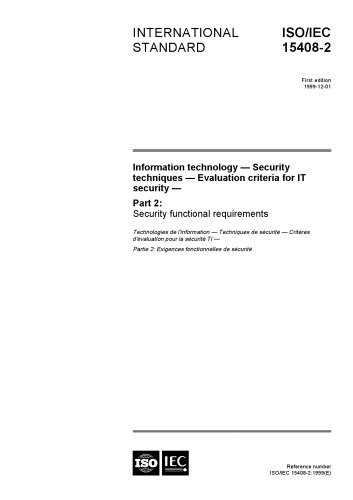 INTERNATIONAL
STANDARD
ISO/IEC
15408-2
First edition
1999-12-01
Information technology — Security
techniques — Evaluation criteria for IT
security —
Part 2:
Security functional requirements
Technologies de l'information — Techniques de sécurité — Critères
d'évaluation pour la sécurité TI —
Partie 2: Exigences fonctionnelles de sécurité
ISO IEC
Reference number
ISO/IEC 15408-2:1999(E)